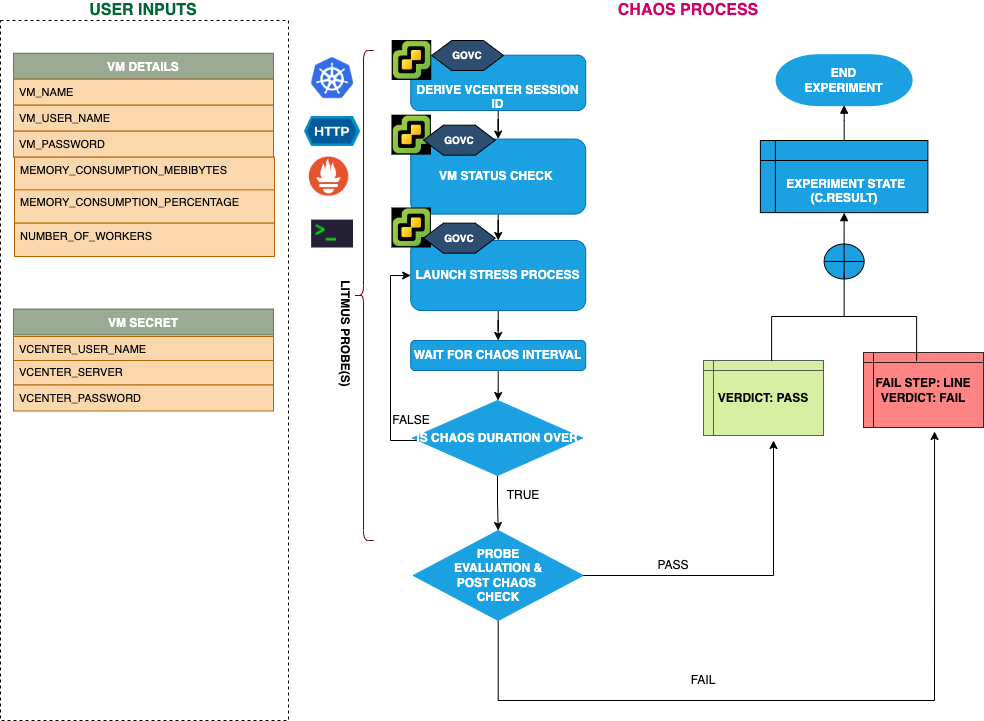 USER INPUTS
CHAOS PROCESS
VM DETAILS
VM_NAME
VM_USER_NAME
VM_PASSWORD
MEMORY_CONSUMPTION_MEBIBYTES
MEMORY_CONSUMPTION_PERCENTAGE
NUMBER_OF_WORKERS
VM SECRET
VCENTER_USER_NAME
VCENTER_SERVER
VCENTER_PASSWORD
HTTP
>_
LITMUS PROBE(S)
GOVC
DERIVE VCENTER SESSION
ID
GOVC
VM STATUS CHECK
GOVC
LAUNCH STRESS PROCESS
WAIT FOR CHAOS INTERVAL
FALSE
IS CHAOS DURATION OVER
TRUE
PROBE
EVALUATION &
POST CHAOS
CHECK
PASS
FAIL
VERDICT: PASS
FAIL STEP: LINE
VERDICT: FAIL
EXPERIMENT STATE
(C.RESULT)
END
EXPERIMENT